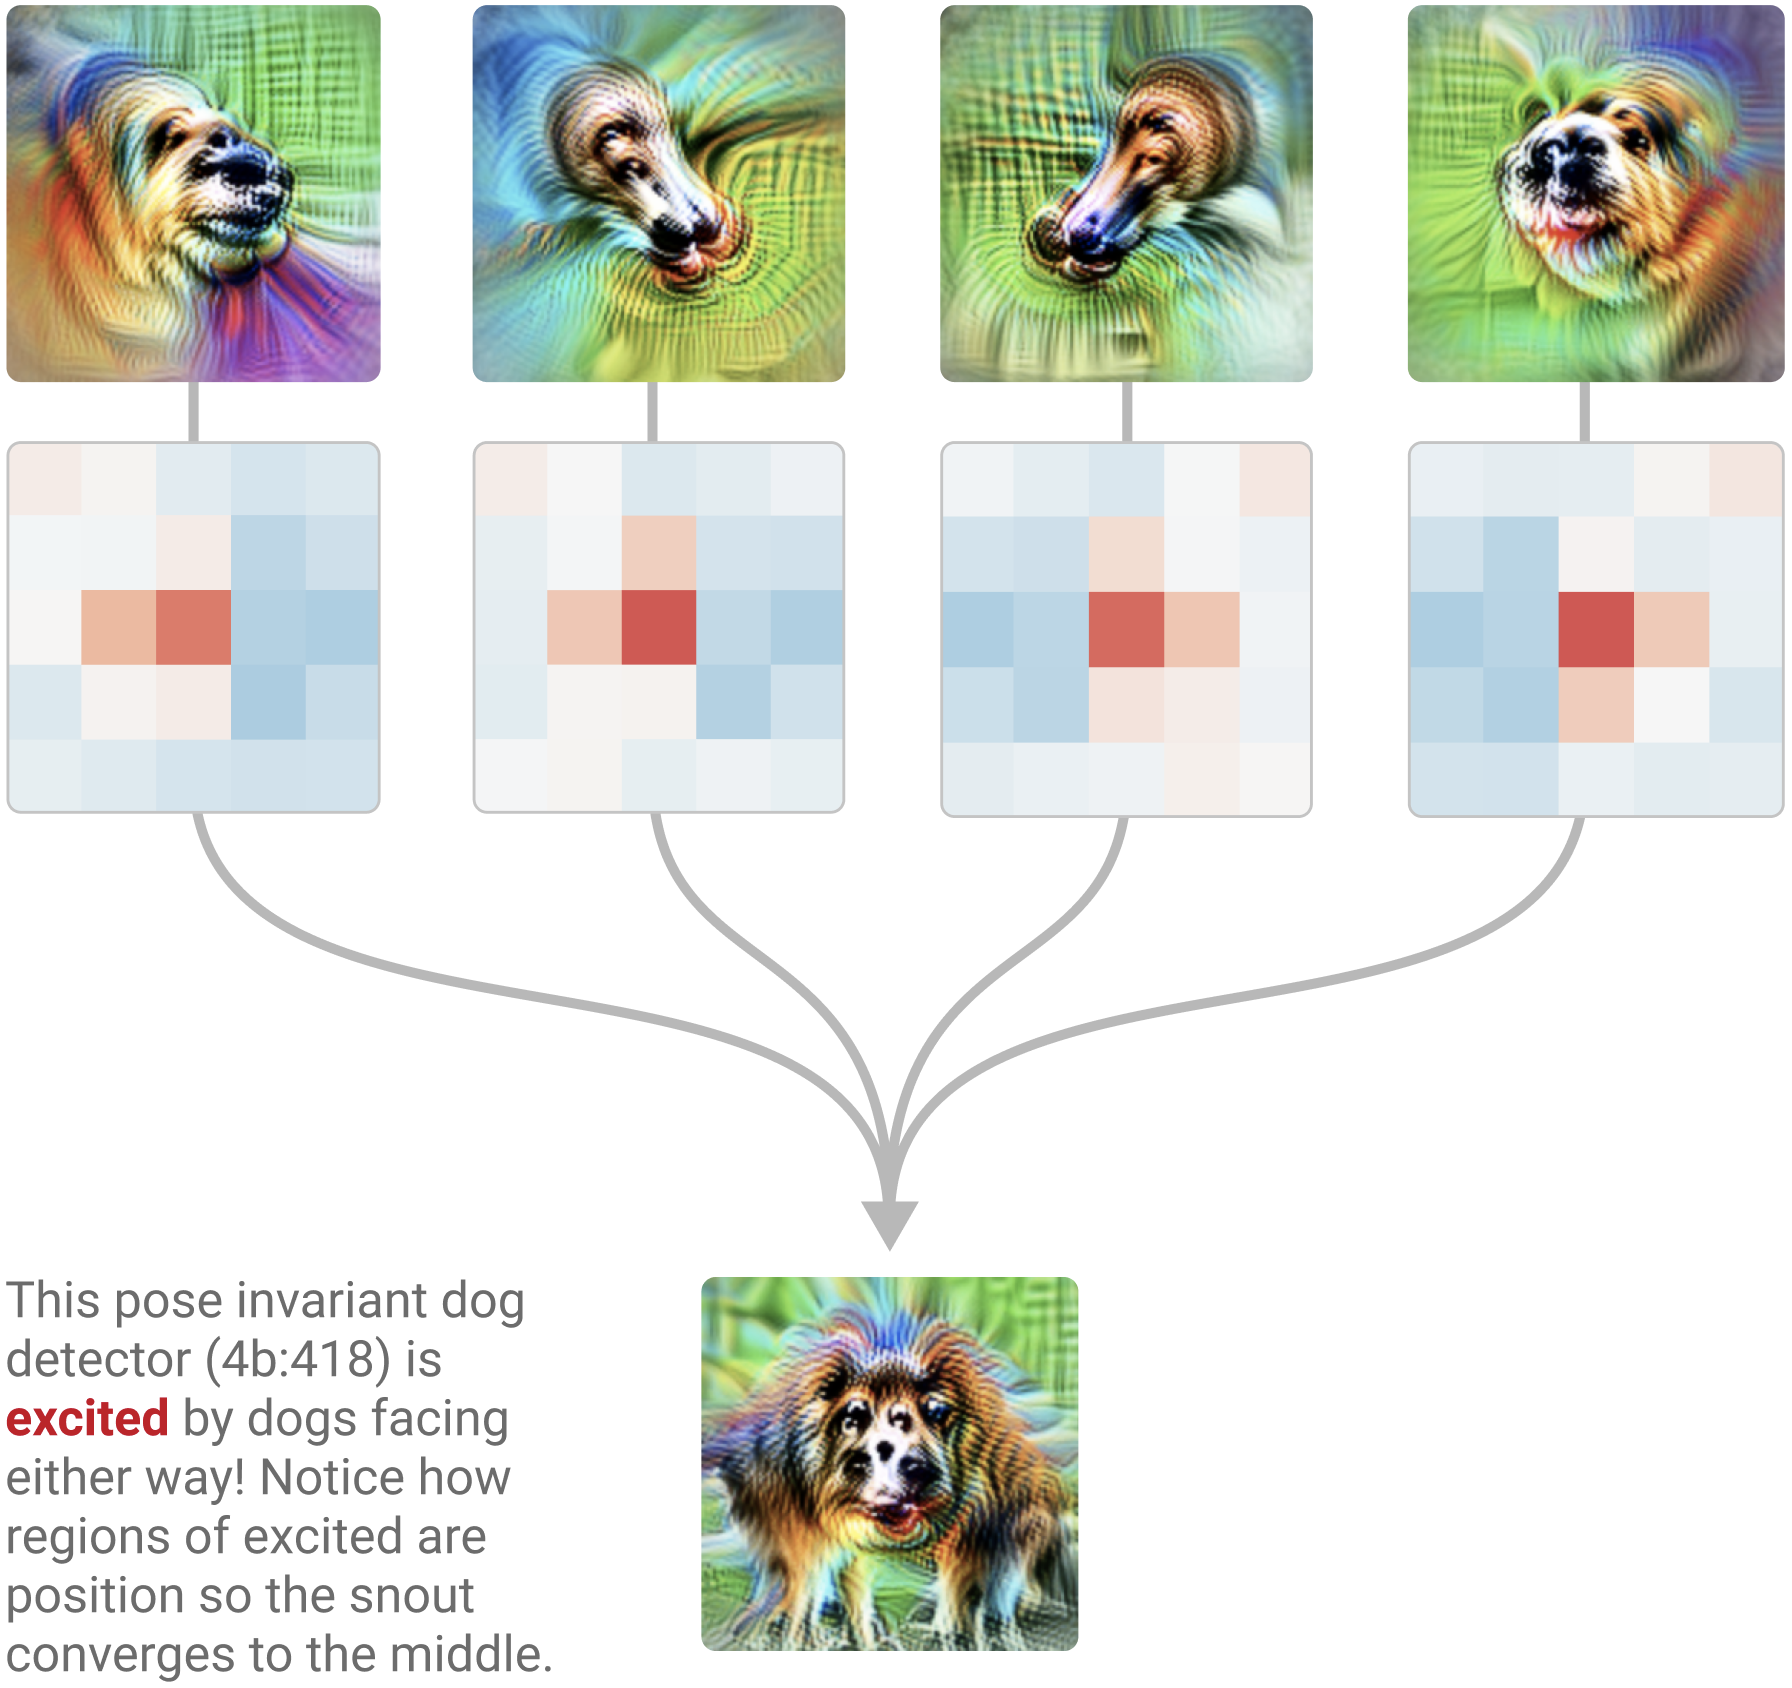 This pose invariant dog
detector (4b:418) is
excited by dogs facing
either way! Notice how
regions of excited are
position so the snout
converges to the middle.